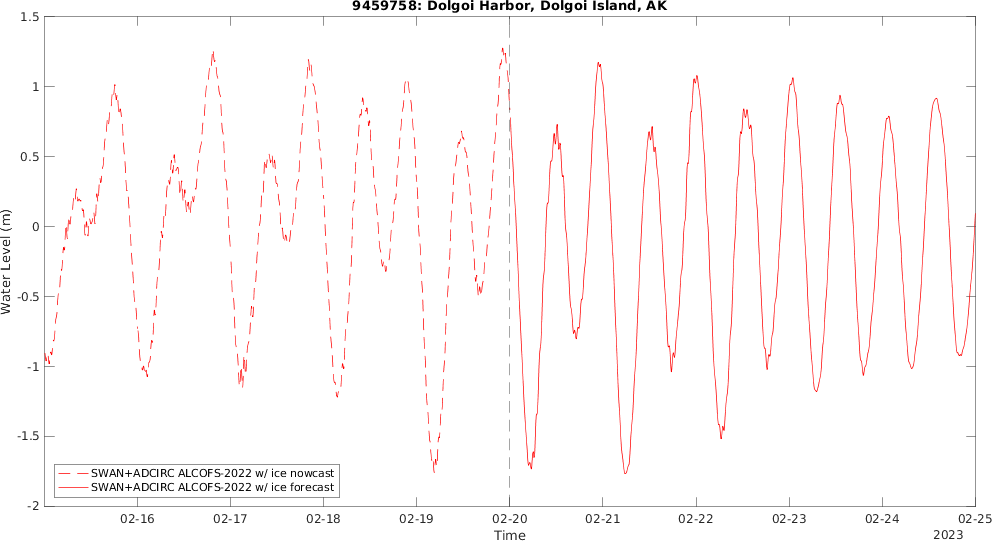 9459758: Dolgoi Harbor, Dolgoi Island, AK
1.5
1
0.5
0
-0.5
-1
-1.5
-2
Water Level (m)
SWAN+ADCIRC ALCOFS-2022 w/ ice nowcast
SWAN+ADCIRC ALCOFS-2022 w/ ice forecast
02-16 02-17 02-18 02-19 02-20 02-21 02-22 02-23 02-24 02-25
Time
2023